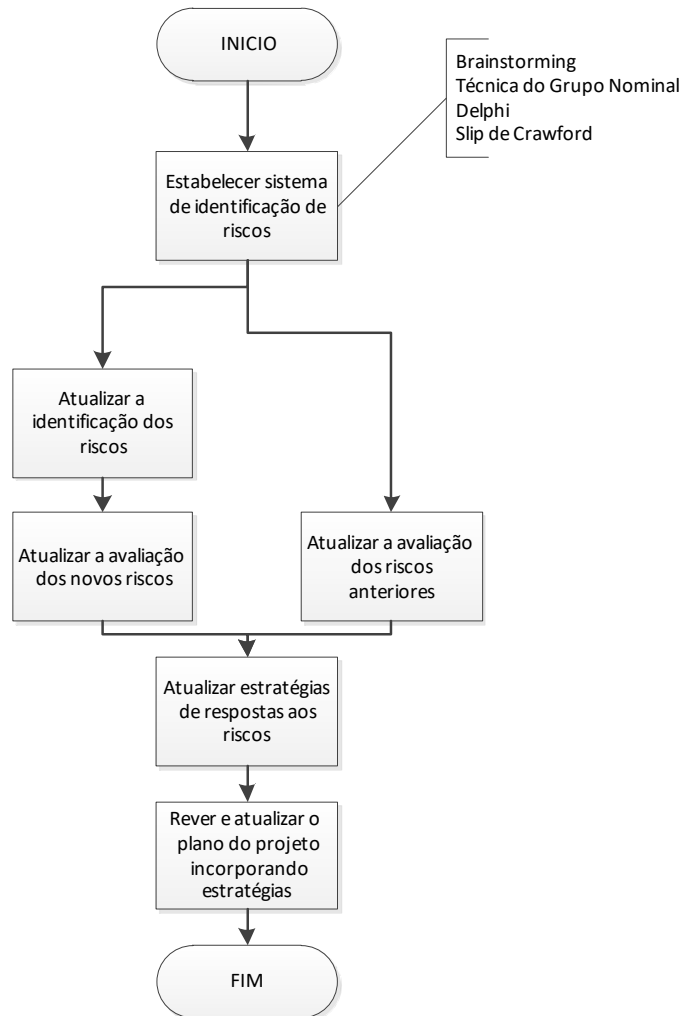 INICIO
Brainstorming
Técnica do Grupo Nominal
Delphi
Slip de Crawford
Estabelecer sistema
de identificação de
riscos
Atualizar a
identificação dos
riscos
Atualizar a avaliação
dos novos riscos
Atualizar a avaliação
dos riscos
anteriores
Atualizar estratégias
de respostas aos
riscos
Rever e atualizar o
plano do projeto
incorporando
estratégias
FIM